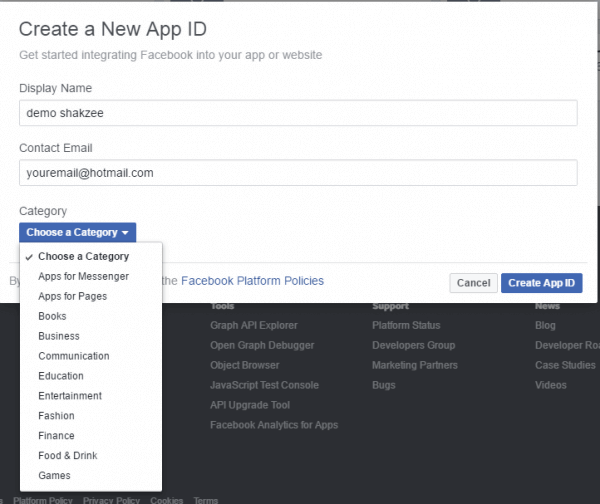 Create a New App ID
Get started integrating Facebook into your app or website
Display Name
demo shakzee
Contact Email
youremail@hotmail.com
Category
Choose a Category
✓ Choose a Category
Apps for Messenger
Apps for Pages
Books
Business
Communication
Education
Entertainment
Fashion
Finance
Food & Drink
Games
By the Facebook Platform Policies
Cancel
Create App ID
Tools
Graph API Explorer
Open Graph Debugger
Object Browser
JavaScript Test Console
API Upgrade Tool
Facebook Analytics for Apps
Support
Platform Status
Developers Group
Marketing Partners
Bugs
News
Blog
Developer Roa
Case Studies
Videos
Platform Policy Privacy Policy Cookies Terms